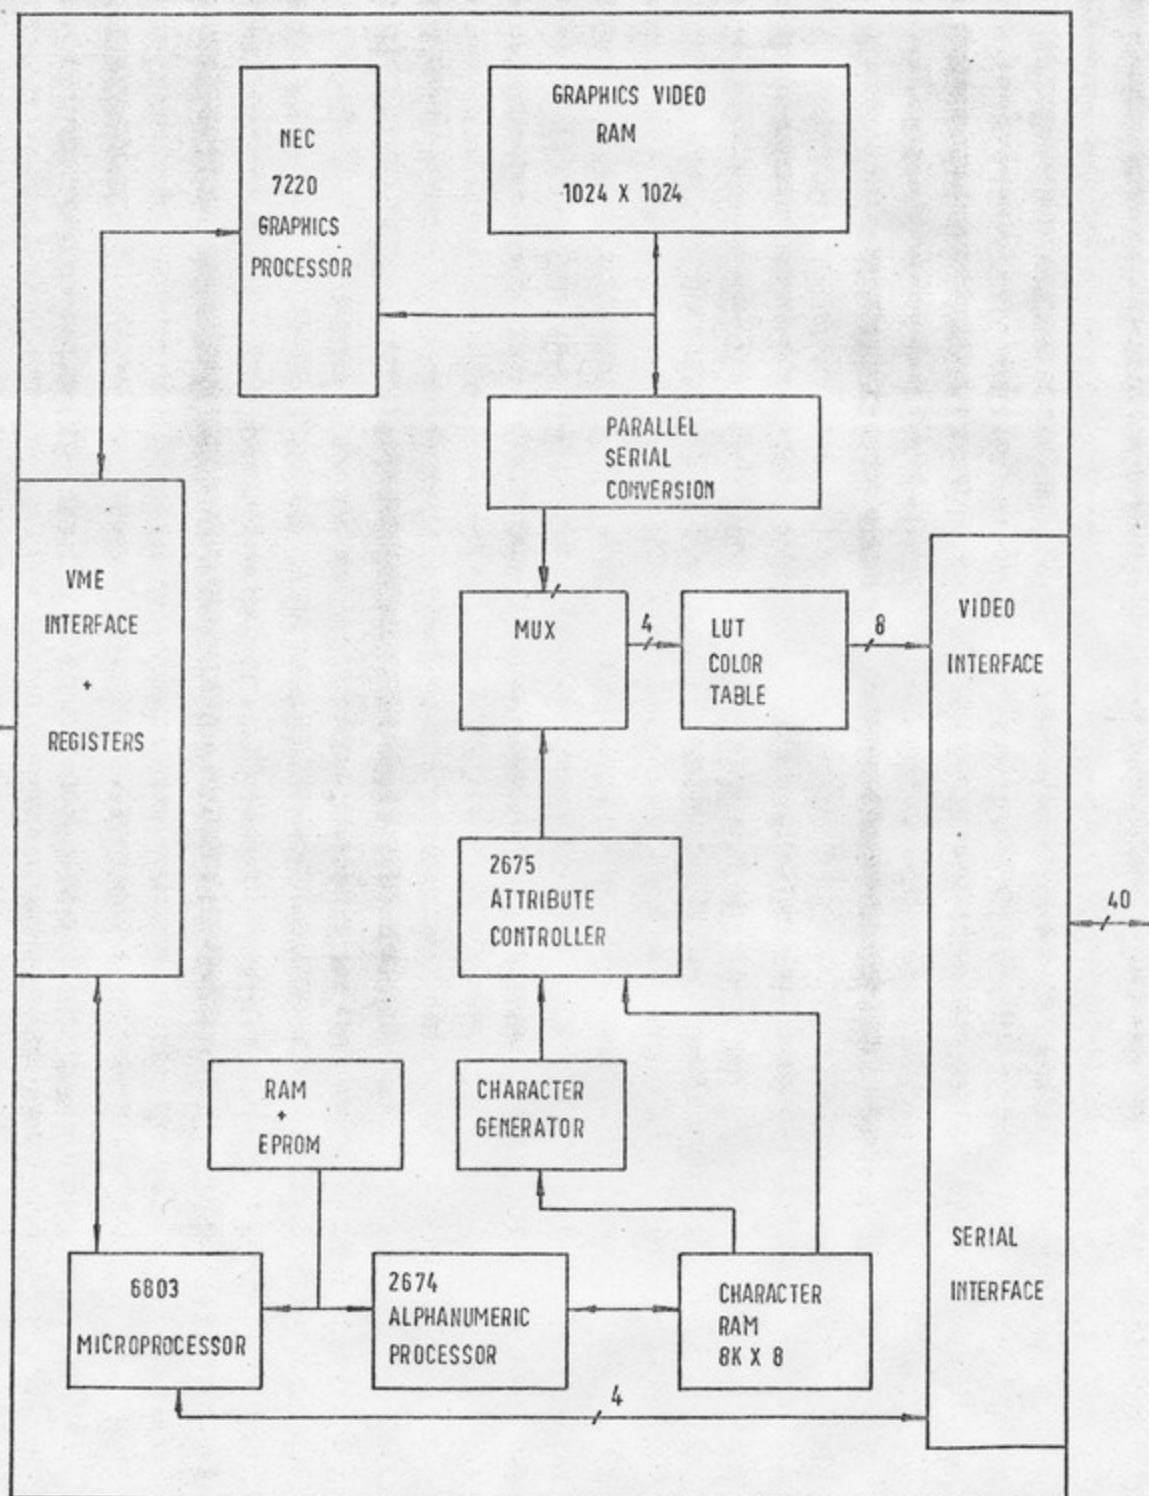 NEC
7220
GRAPHICS
PROCESSOR
GRAPHICS VIDEO
RAM
1024 X 1024
PARALLEL
SERIAL
CONVERSION
VME
INTERFACE
+
REGISTERS
MUX
4
LUT
COLOR
TABLE
8
VIDEO
INTERFACE
2675
ATTRIBUTE
CONTROLLER
40
RAM
+
EPROM
CHARACTER
GENERATOR
6803
MICROPROCESSOR
2674
ALPHANUMERIC
PROCESSOR
CHARACTER
RAM
8K X 8
SERIAL
INTERFACE
4